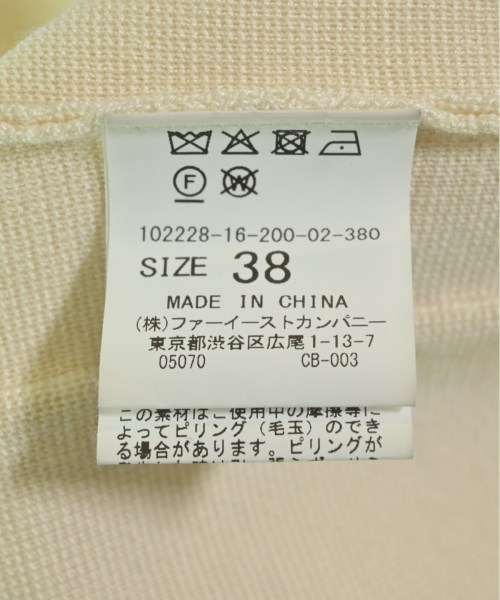 F W
102228-16-200-02-380
SIZE 38
MADE IN CHINA
(株)ファーイーストカンパニー
東京都渋谷区広尾1-13-7
05070 CB-003
この素材はご使用中の摩擦等に
よってピリング(毛玉)のでき
る場合があります。ピリングが